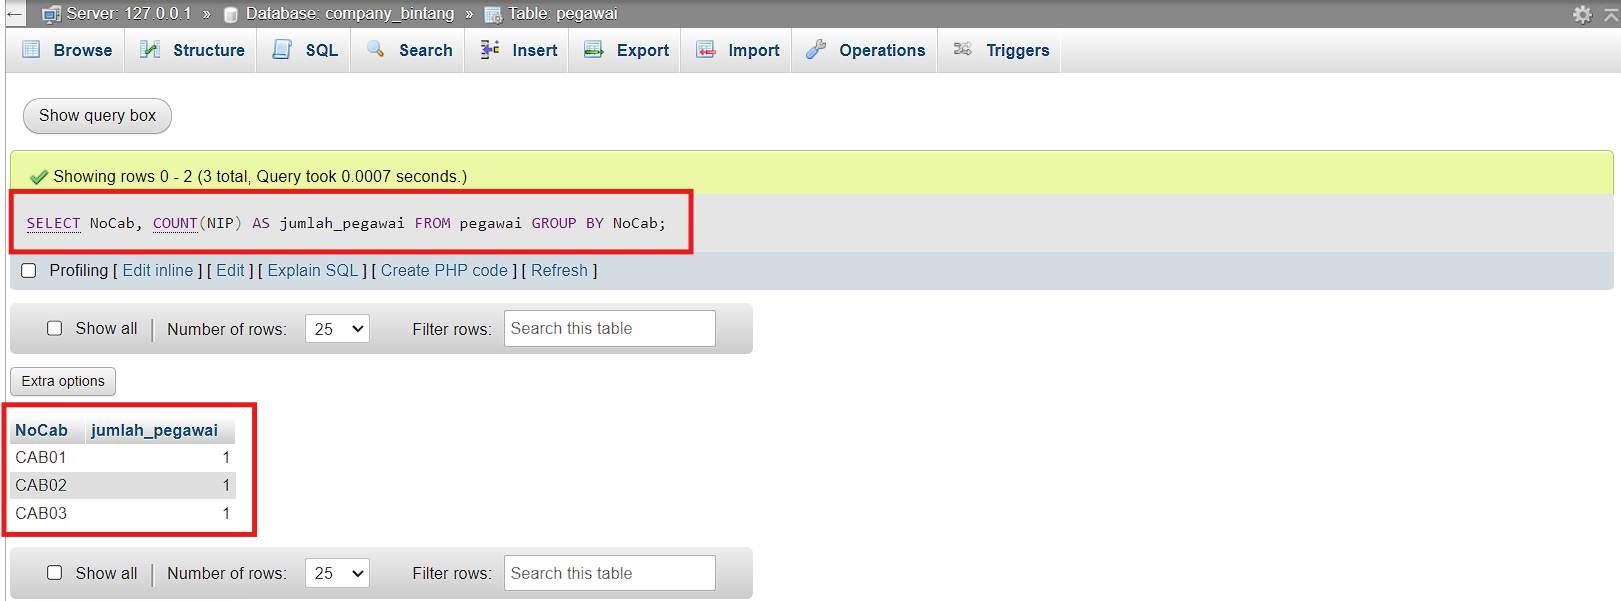 ← Server: 127.0.0.1 » Database: company_bintang » Table: pegawai
Browse Structure SQL Search Insert Export Import Operations Triggers
Show query box
Showing rows 0 - 2 (3 total, Query took 0.0007 seconds.)
SELECT NoCab, COUNT(NIP) AS jumlah_pegawai FROM pegawai GROUP BY NoCab;
Profiling [ Edit inline ] [ Edit ] [ Explain SQL ] [ Create PHP code ] [ Refresh ]
Show all Number of rows: 25 Filter rows: Search this table
Extra options
NoCab jumlah_pegawai
CAB01 1
CAB02 1
CAB03 1
Show all Number of rows: 25 Filter rows: Search this table